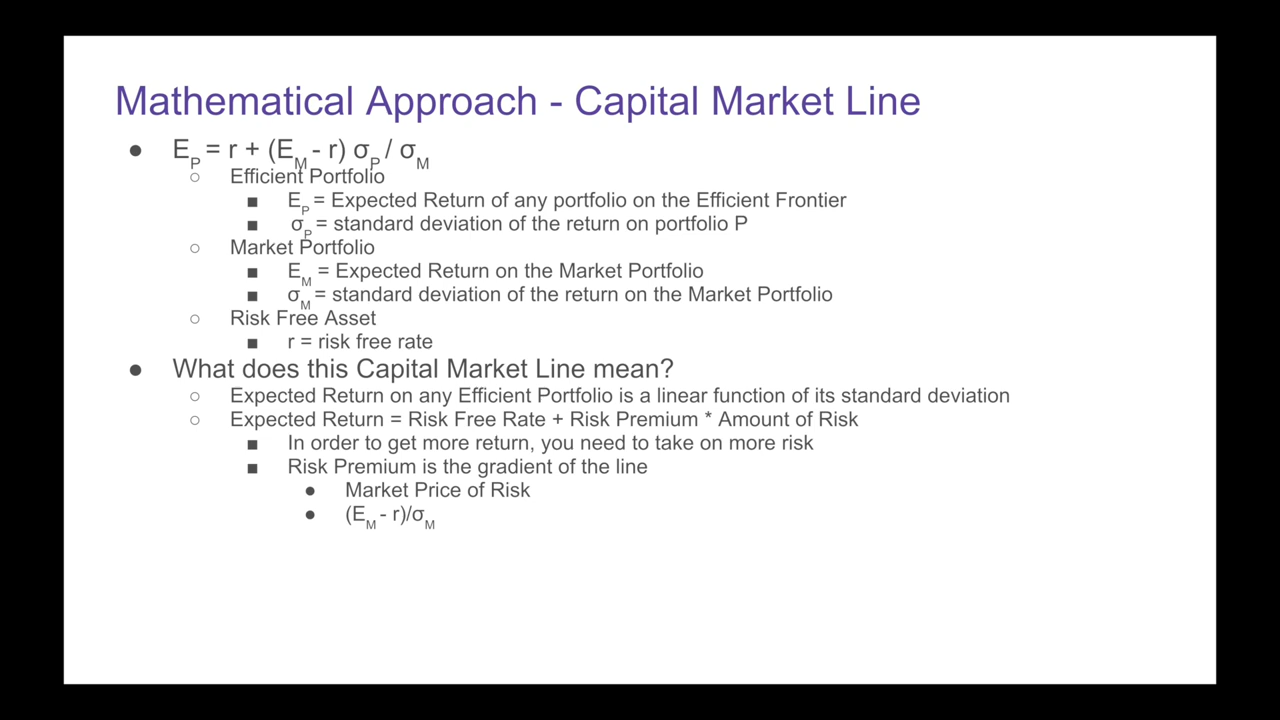 Mathematical Approach - Capital Market Line
● E_P = r + (E_M - r) σ_P / σ_M
○ Efficient Portfolio
■ E_P = Expected Return of any portfolio on the Efficient Frontier
■ σ_P = standard deviation of the return on portfolio P
○ Market Portfolio
■ E_M = Expected Return on the Market Portfolio
■ σ_M = standard deviation of the return on the Market Portfolio
○ Risk Free Asset
■ r = risk free rate
● What does this Capital Market Line mean?
○ Expected Return on any Efficient Portfolio is a linear function of its standard deviation
○ Expected Return = Risk Free Rate + Risk Premium * Amount of Risk
■ In order to get more return, you need to take on more risk
■ Risk Premium is the gradient of the line
● Market Price of Risk
● (E_M - r)/σ_M